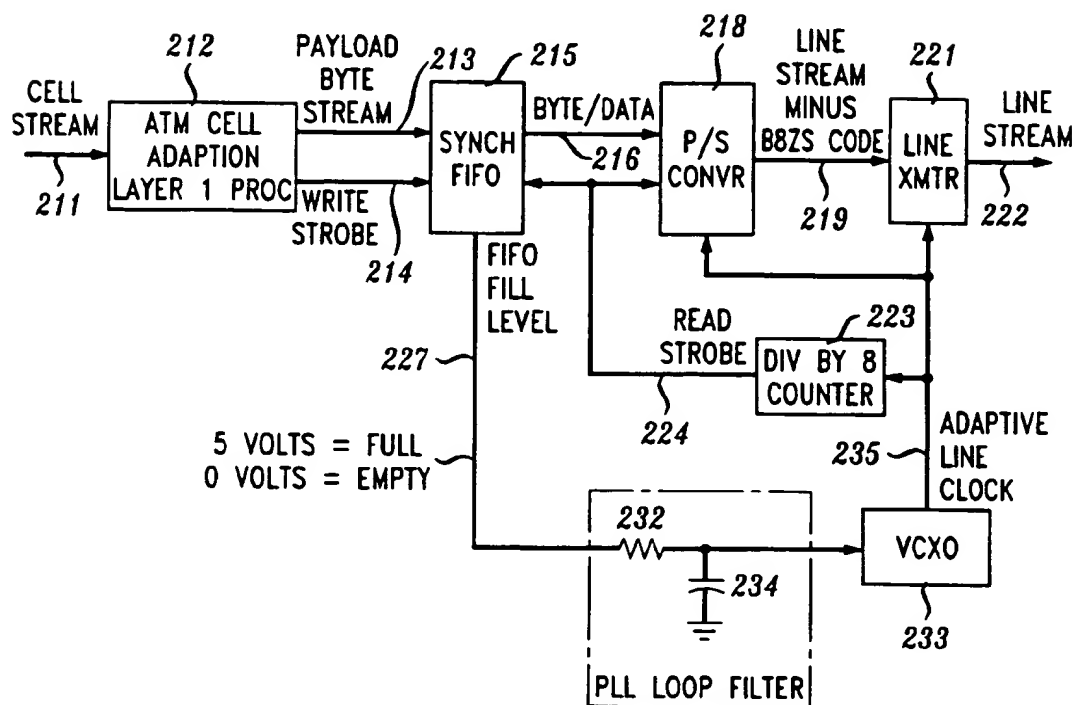 CELL
STREAM
211
212
ATM CELL
ADAPTION
LAYER 1 PROC
PAYLOAD
BYTE
STREAM
213
WRITE
STROBE
214
215
SYNCH
FIFO
BYTE/DATA
216
218
P/S
CONVR
LINE
STREAM
MINUS
B8ZS CODE
219
221
LINE
XMTR
LINE
STREAM
222
FIFO
FILL
LEVEL
227
READ
STROBE
224
223
DIV BY 8
COUNTER
235
ADAPTIVE
LINE
CLOCK
5 VOLTS = FULL
0 VOLTS = EMPTY
232
234
VCXO
233
PLL LOOP FILTER